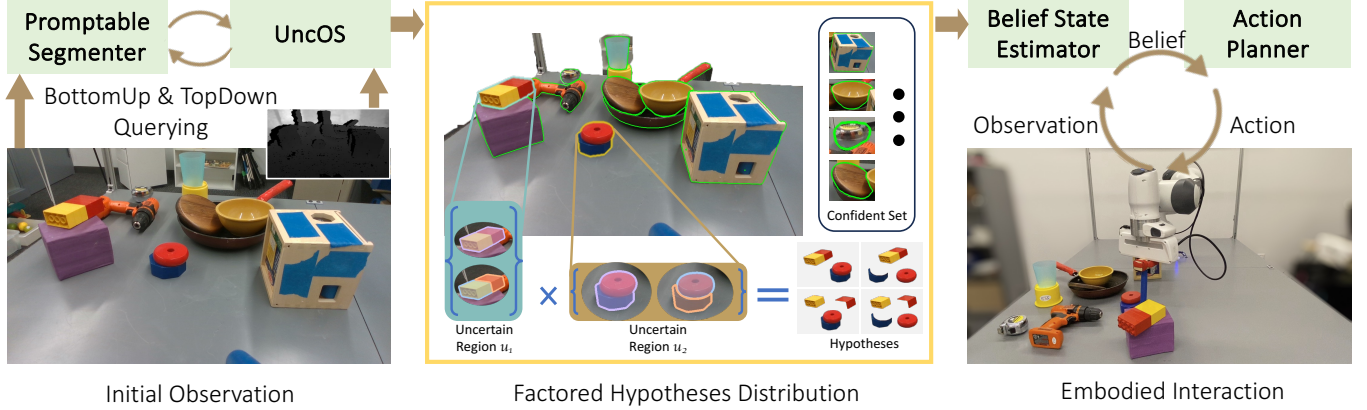 Promptable
Segmenter
UncOS
BottomUp & TopDown
Querying
Initial Observation
Confident Set
Uncertain
Region u₁
×
Uncertain
Region u₂
=
Hypotheses
Factored Hypotheses Distribution
Belief State
Estimator
Action
Planner
Belief
Observation
Action
Embodied Interaction